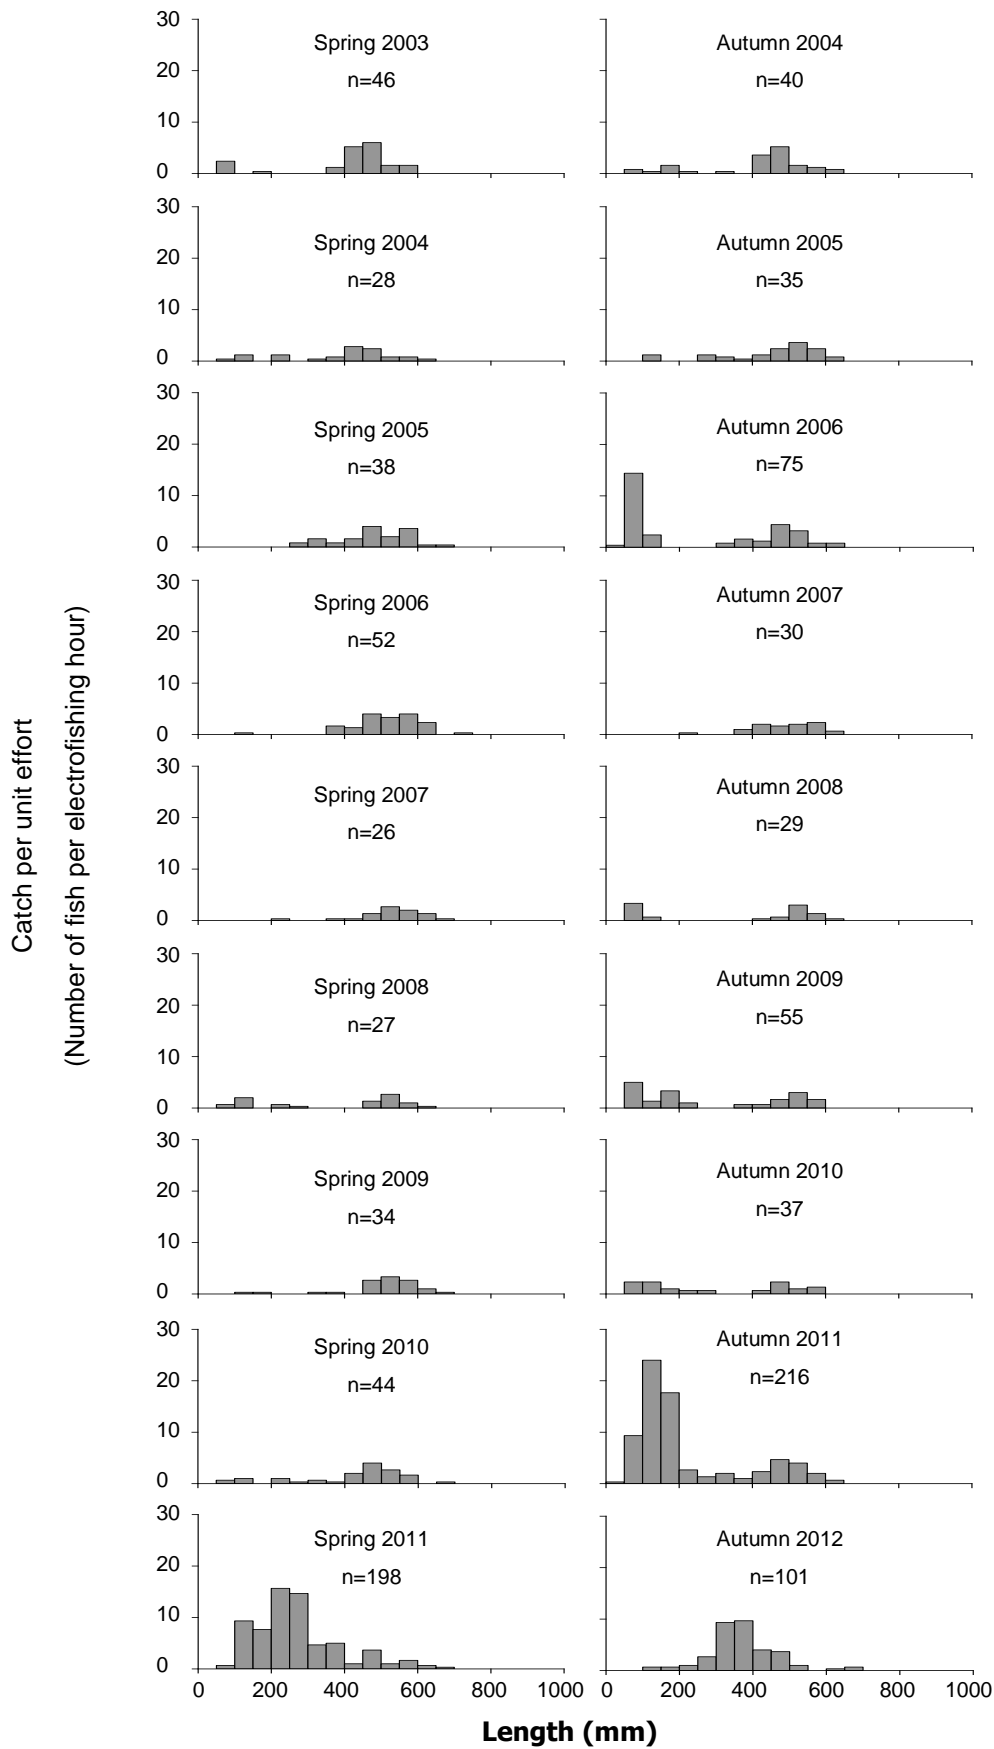 30
20
10
0
Spring 2003
n=46
Autumn 2004
n=40
30
20
10
0
Spring 2004
n=28
Autumn 2005
n=35
30
20
10
0
Spring 2005
n=38
Autumn 2006
n=75
30
20
10
0
Spring 2006
n=52
Autumn 2007
n=30
30
20
10
0
Spring 2007
n=26
Autumn 2008
n=29
30
20
10
0
Spring 2008
n=27
Autumn 2009
n=55
30
20
10
0
Spring 2009
n=34
Autumn 2010
n=37
30
20
10
0
Spring 2010
n=44
Autumn 2011
n=216
30
20
10
0
Spring 2011
n=198
Autumn 2012
n=101
0 200 400 600 800 1000
0 200 400 600 800 1000
Length (mm)
Catch per unit effort
(Number of fish per electrofishing hour)